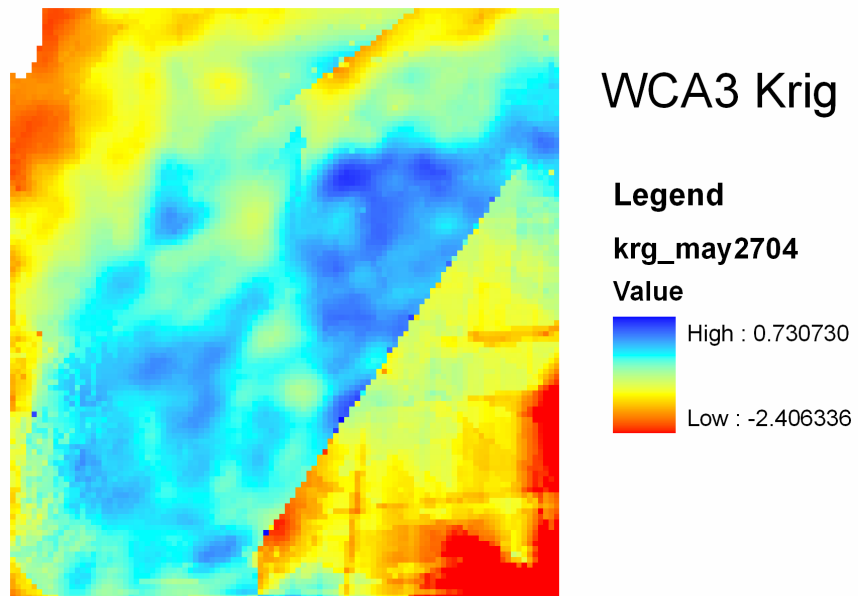 WCA3 Krig
Legend
krg_may2704
Value
High : 0.730730
Low : -2.406336